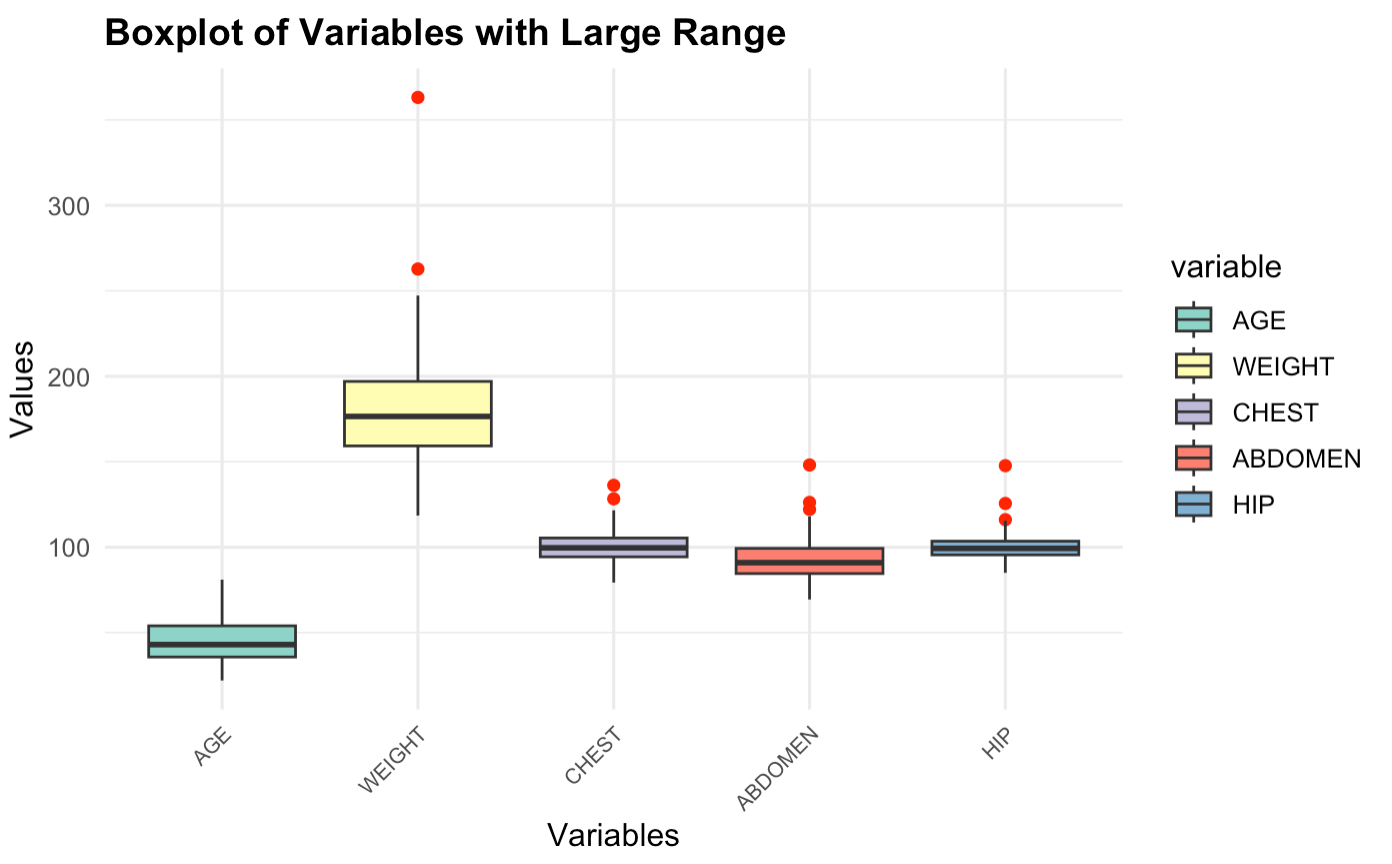 Boxplot of Variables with Large Range
Values
300
200
100
AGE
WEIGHT
CHEST
ABDOMEN
HIP
Variables
variable
AGE
WEIGHT
CHEST
ABDOMEN
HIP